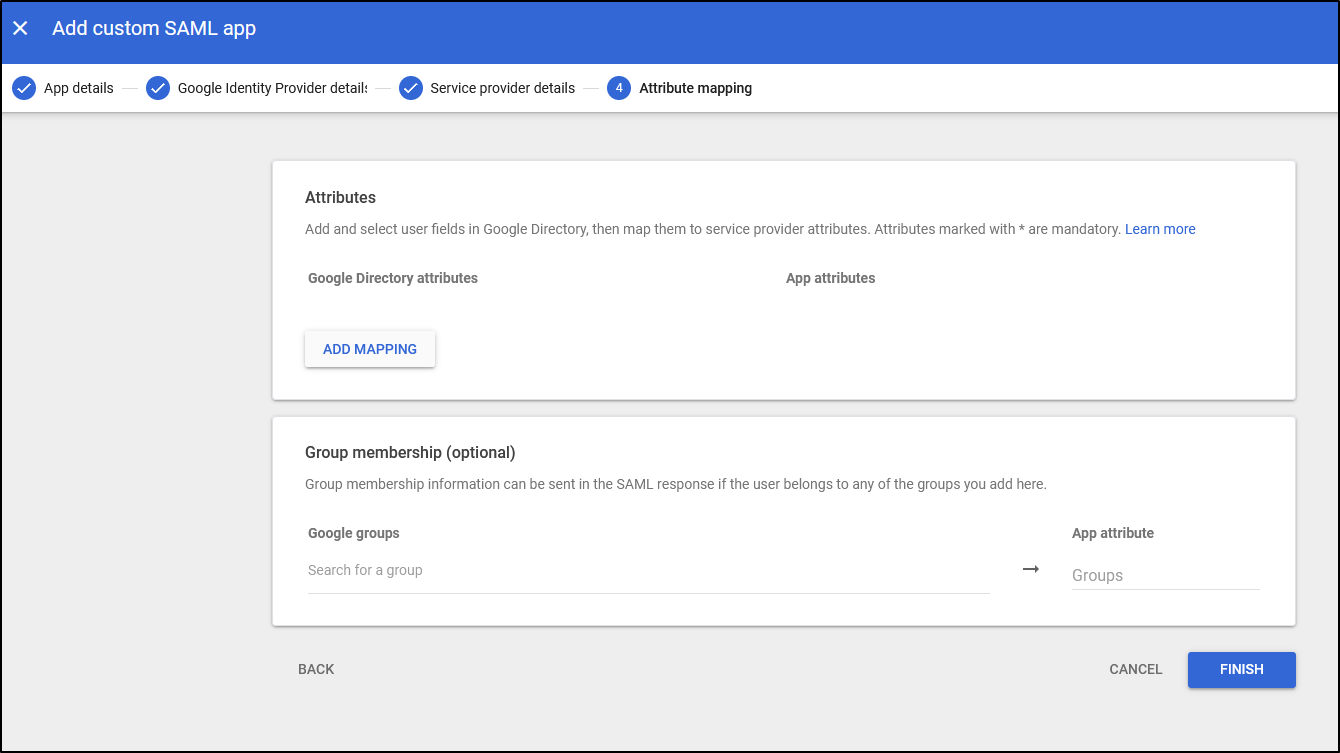 Add custom SAML app
App details
Google Identity Provider details
Service provider details
4 Attribute mapping
Attributes
Add and select user fields in Google Directory, then map them to service provider attributes. Attributes marked with * are mandatory. Learn more
Google Directory attributes App attributes
ADD MAPPING
Group membership (optional)
Group membership information can be sent in the SAML response if the user belongs to any of the groups you add here.
Google groups App attribute
Search for a group → Groups
BACK CANCEL FINISH